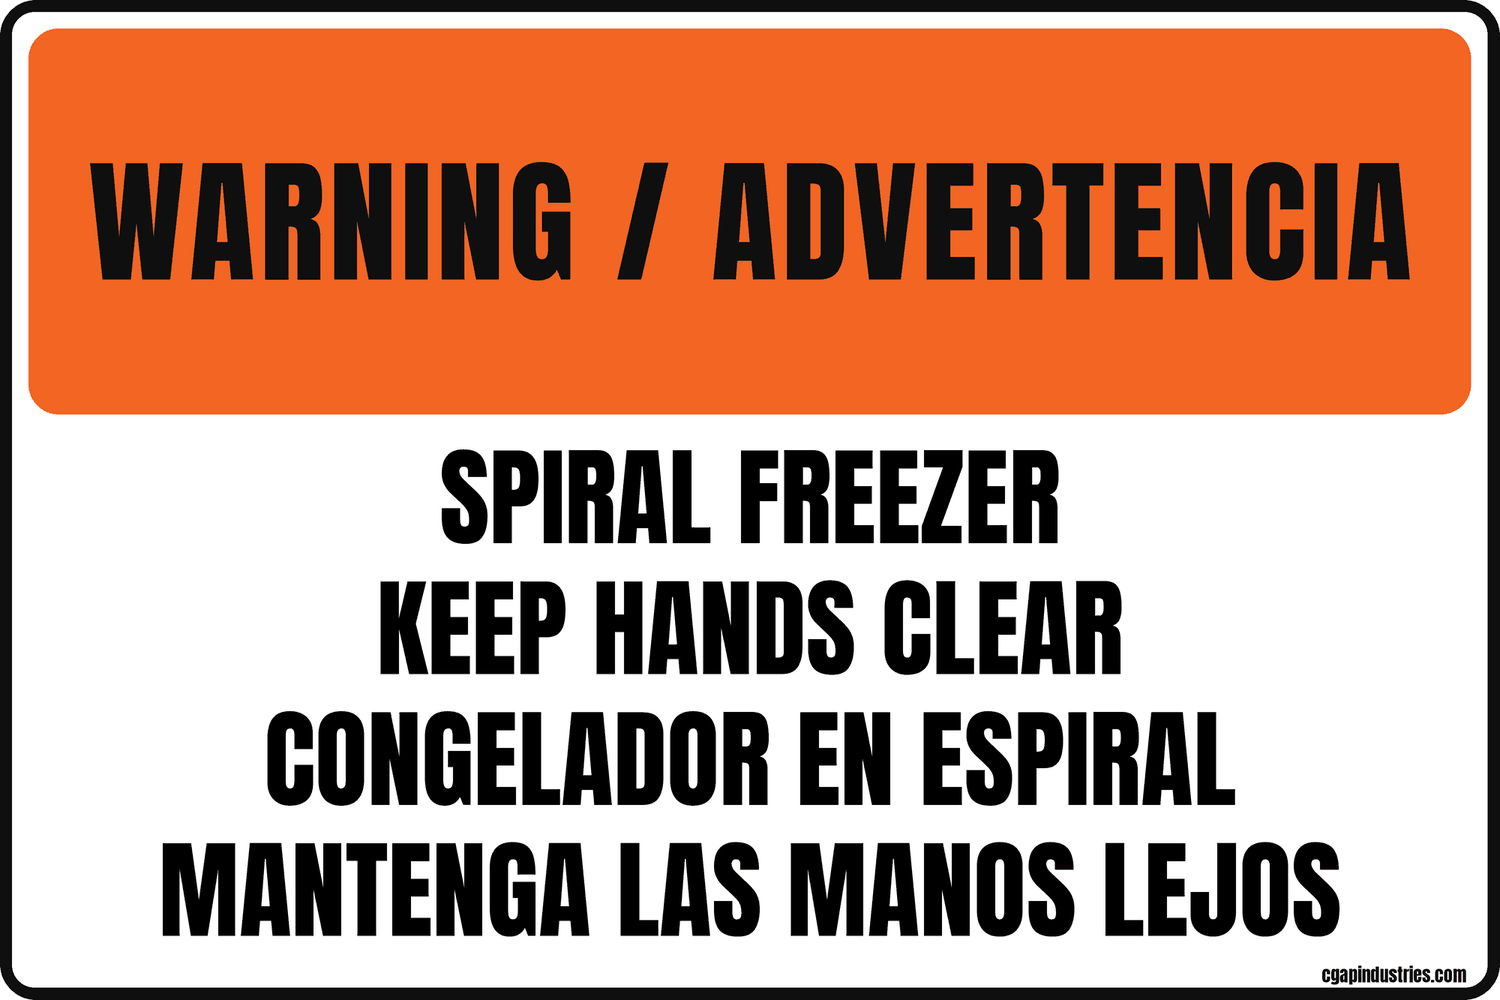 WARNING / ADVERTENCIA
SPIRAL FREEZER
KEEP HANDS CLEAR
CONGELADOR EN ESPIRAL
MANTENGA LAS MANOS LEJOS
cgapindustries.com